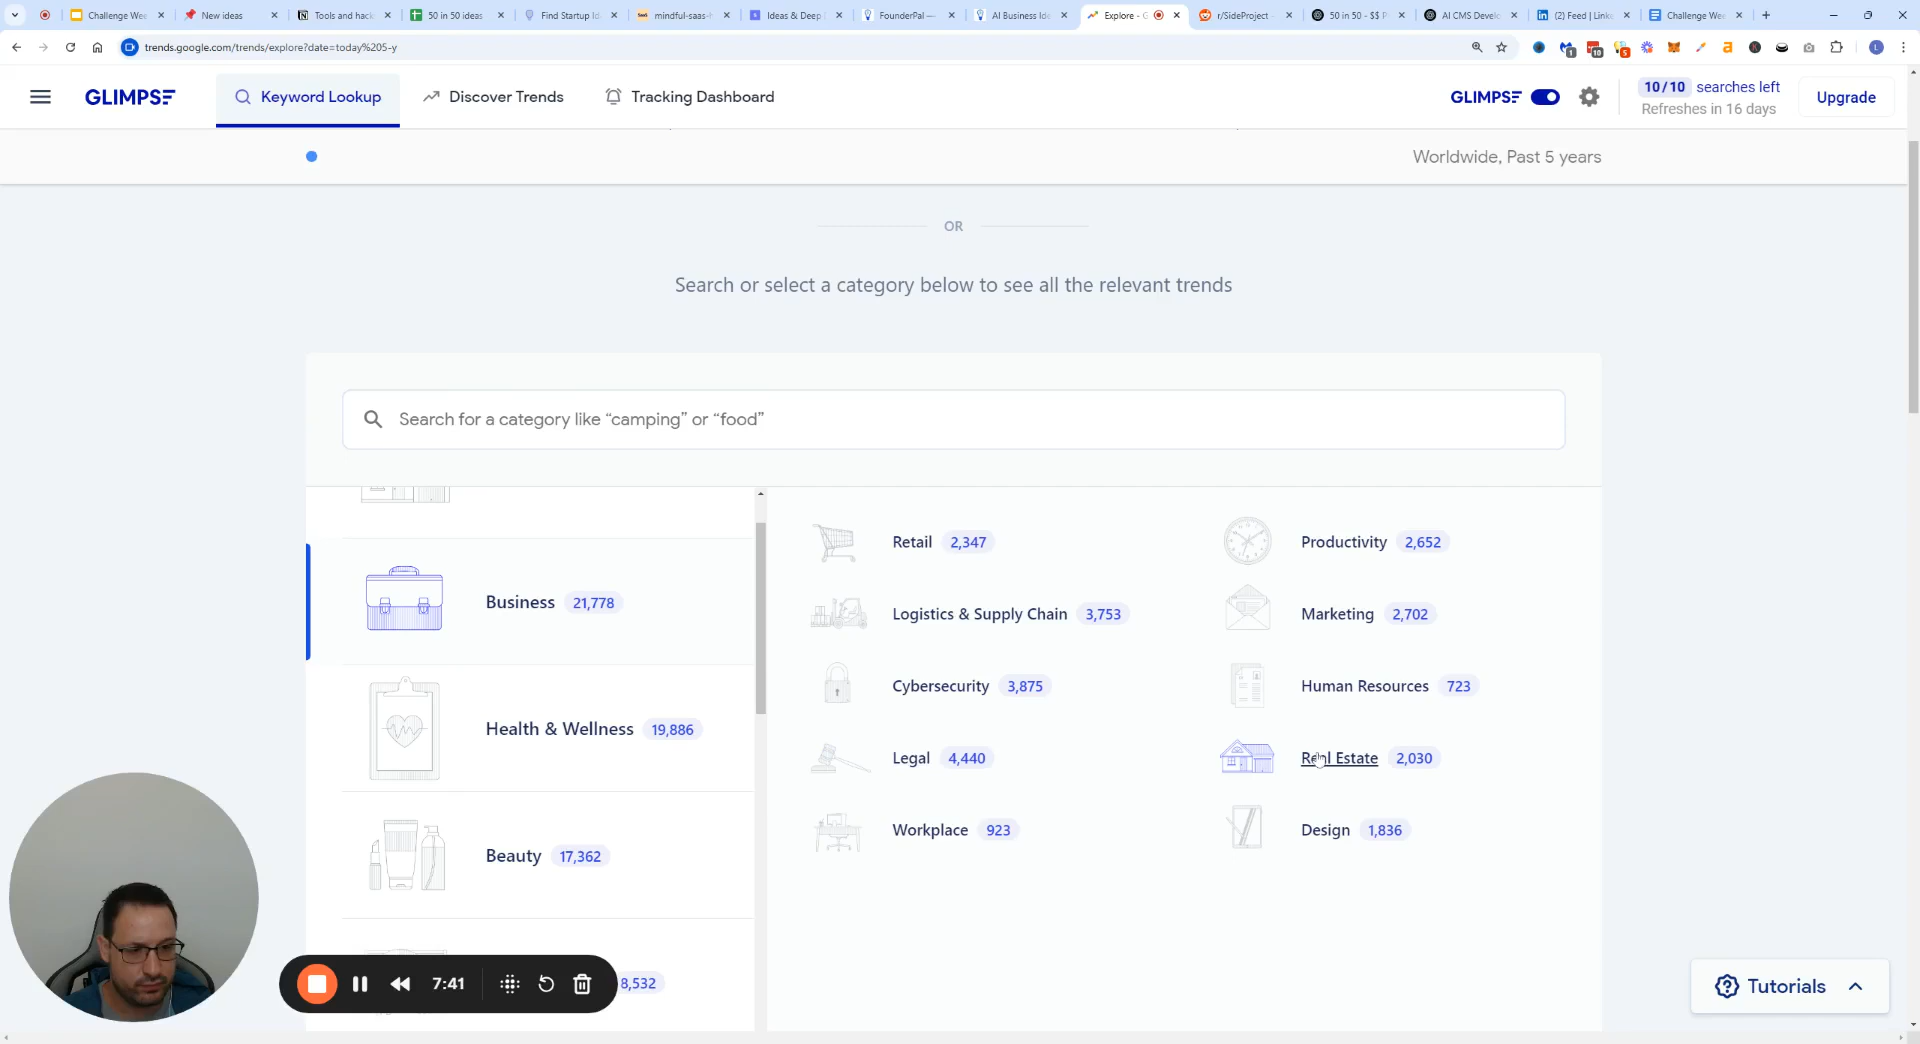 Challenge Wee
New ideas
Tools and hack
50 in 50 ideas
Find Startup Id
mindful-saas-h
Ideas & Deep
FounderPal —
AI Business Ide
Explore - G
r/SideProject
50 in 50 - $$ P
AI CMS Develo
(2) Feed | Linke
Challenge Wee
trends.google.com/trends/explore?date=today%205-y
GLIMPSE
Keyword Lookup
Discover Trends
Tracking Dashboard
GLIMPSE
10/10 searches left
Refreshes in 16 days
Upgrade
Worldwide, Past 5 years
OR
Search or select a category below to see all the relevant trends
Search for a category like “camping” or “food”
Business 21,778
Health & Wellness 19,886
Beauty 17,362
8,532
Retail 2,347
Productivity 2,652
Logistics & Supply Chain 3,753
Marketing 2,702
Cybersecurity 3,875
Human Resources 723
Legal 4,440
Real Estate 2,030
Workplace 923
Design 1,836
7:41
Tutorials